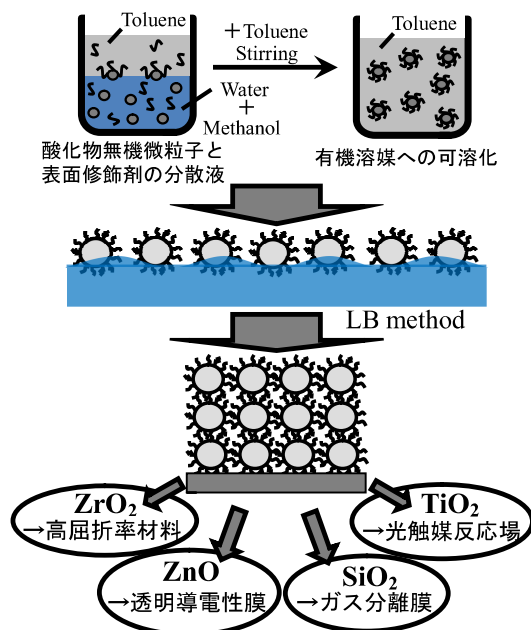 Toluene
+Toluene
Stirring
Water
+
Methanol
Toluene
酸化物無機微粒子と
表面修飾剤の分散液
有機溶媒への可溶化
LB method
ZrO₂
→高屈折率材料
TiO₂
→光触媒反応場
ZnO
→透明導電性膜
SiO₂
→ガス分離膜